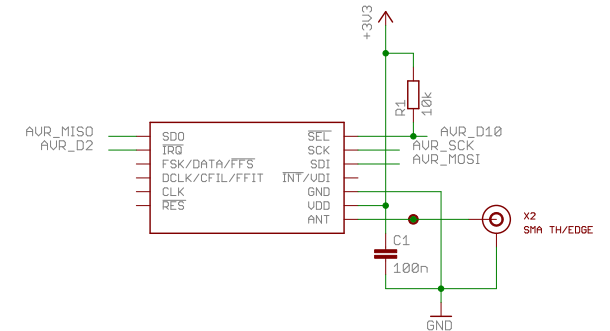 +3V3
R1
10k
AVR_MISO
AVR_D2
SDO
IRQ
FSK/DATA/FFS
DCLK/CFIL/FFIT
CLK
RES
SEL
SCK
SDI
INT/VDI
GND
VDD
ANT
AVR_D10
AVR_SCK
AVR_MOSI
X2
SMA TH/EDGE
C1
100n
GND